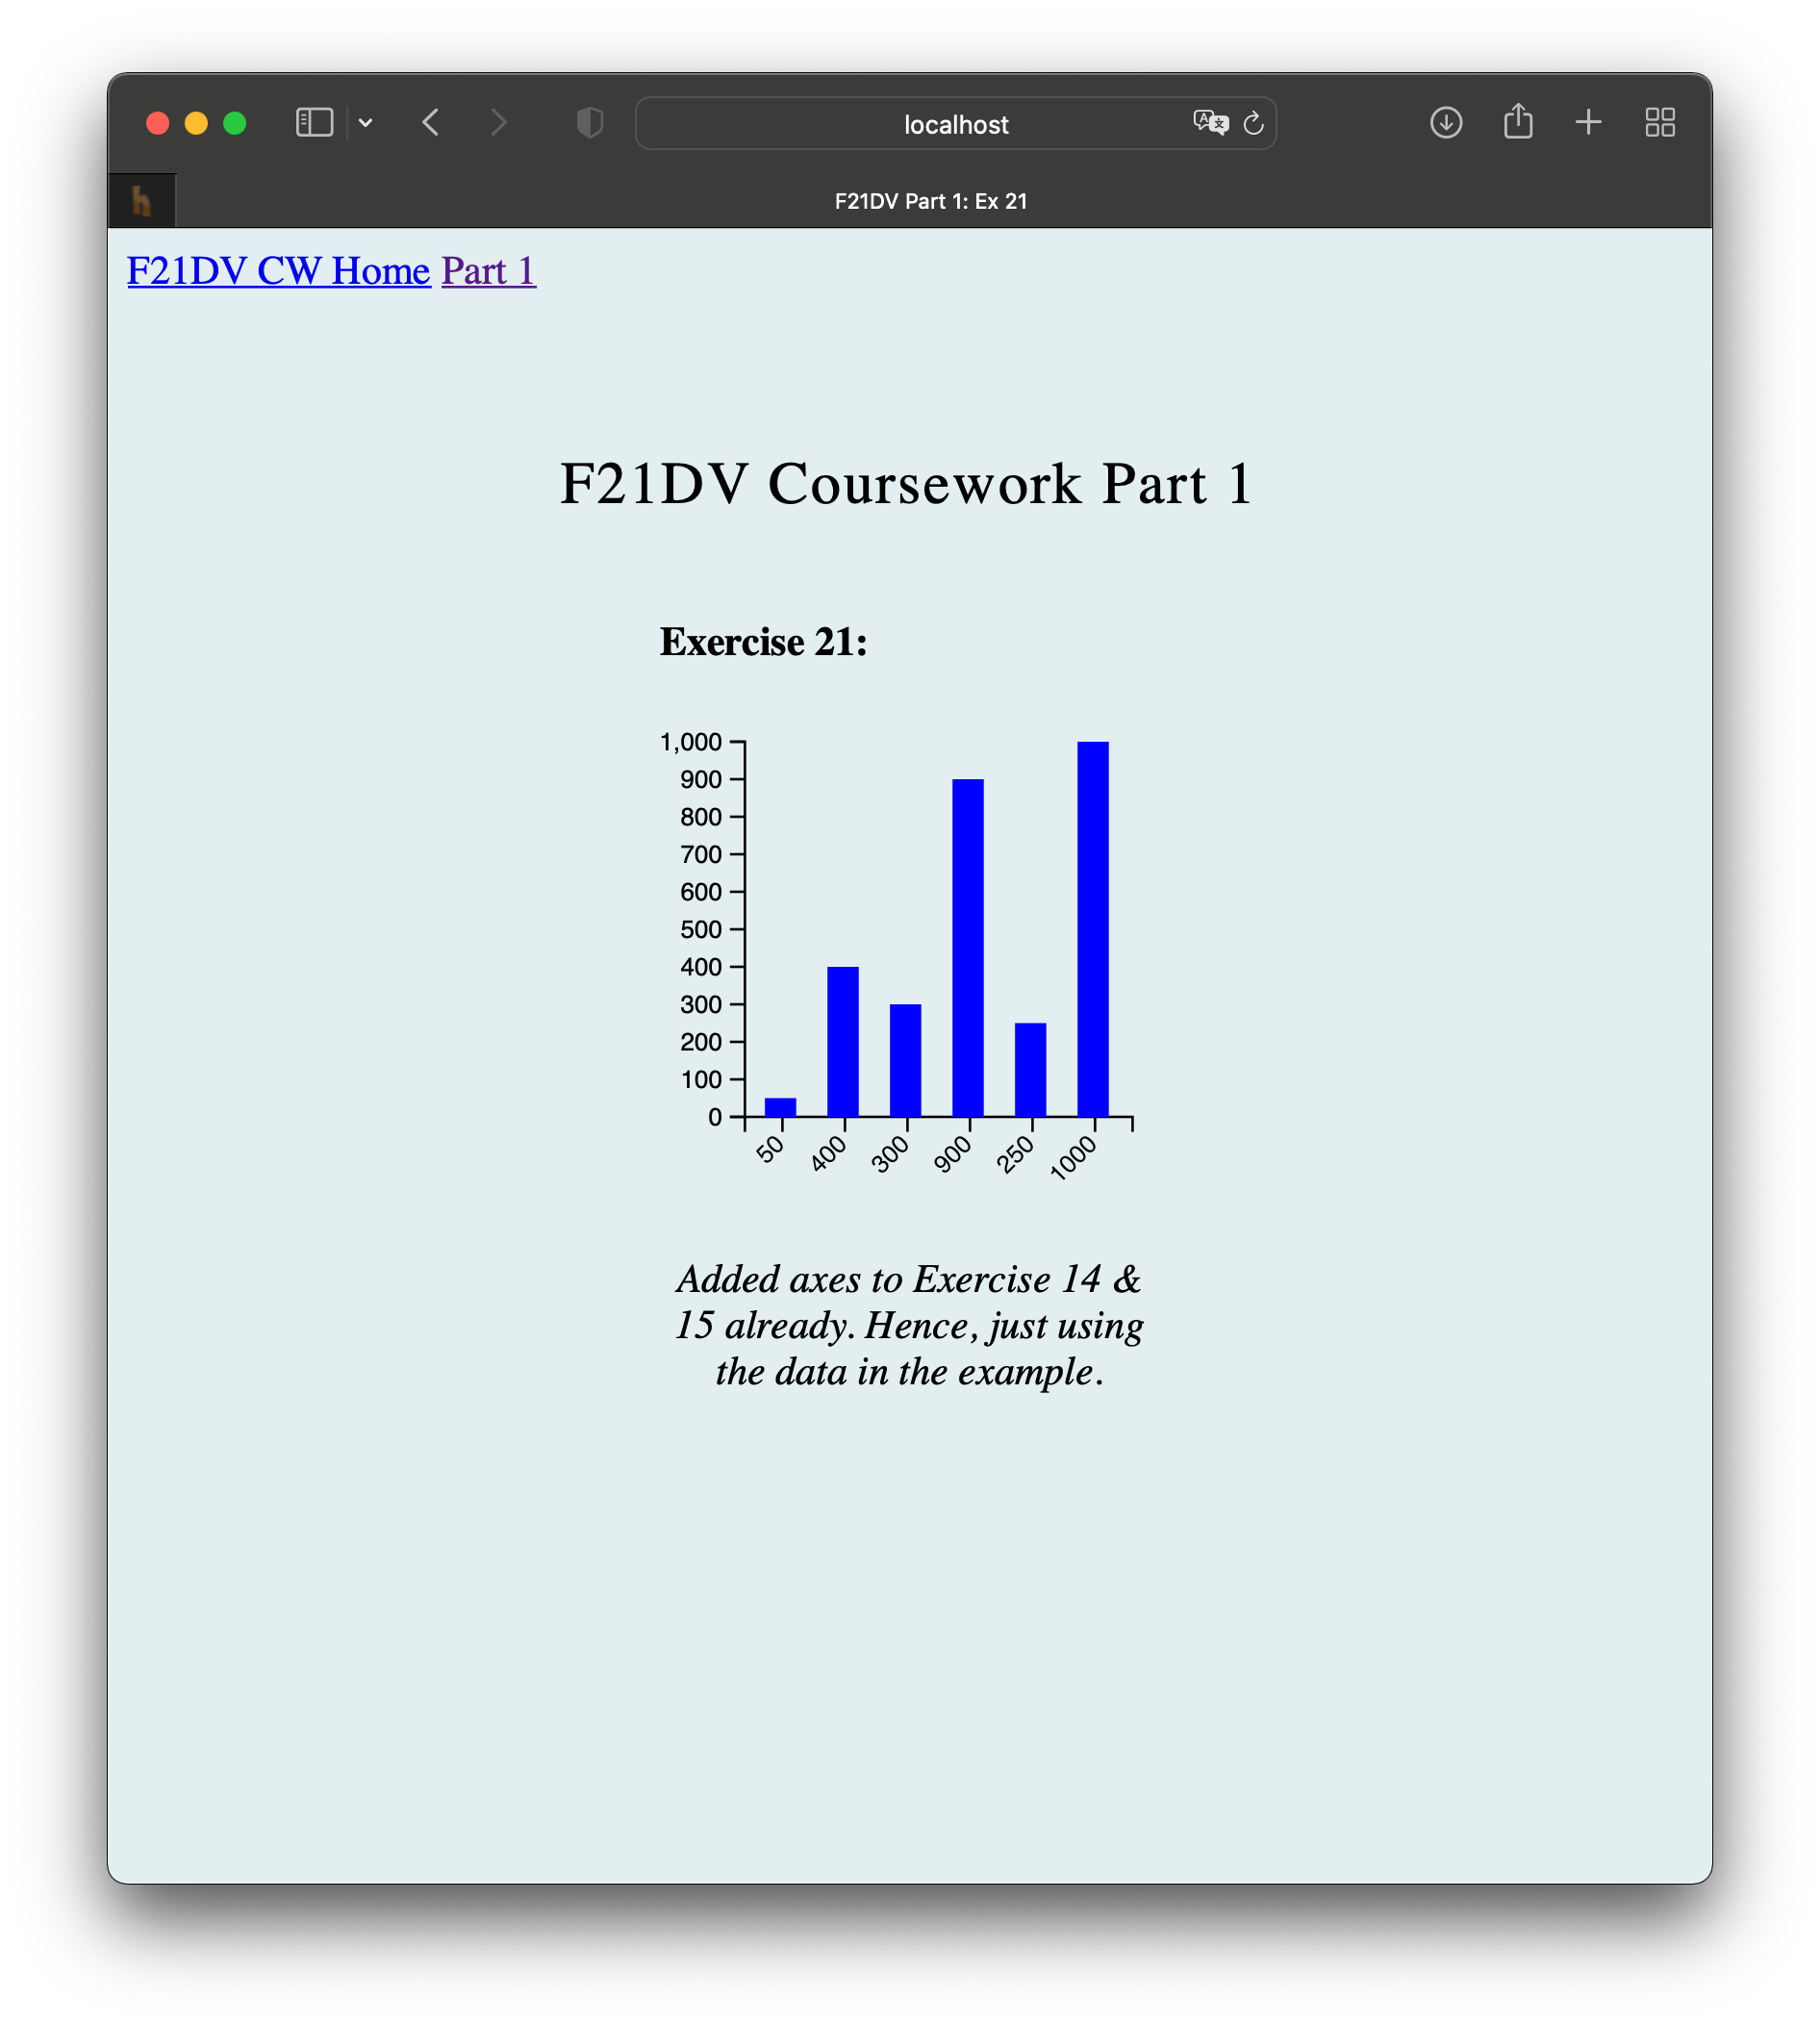 localhost
h
F21DV Part 1: Ex 21
F21DV CW Home Part 1
F21DV Coursework Part 1
Exercise 21:
1,000
900
800
700
600
500
400
300
200
100
0
50 400 300 900 250 1000
Added axes to Exercise 14 &
15 already. Hence, just using
the data in the example.